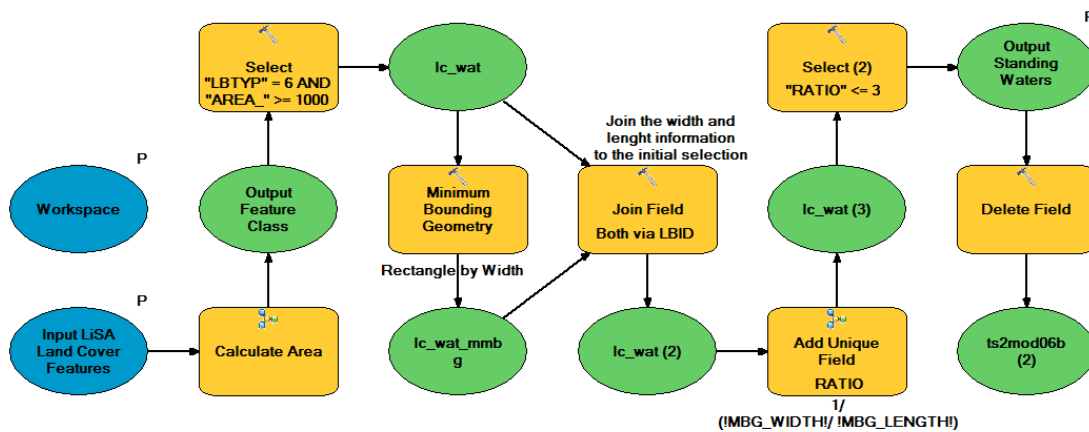 P
Workspace
P
Input LiSA
Land Cover
Features
Calculate Area
Output
Feature
Class
Select
"LBTYP" = 6 AND
"AREA_" >= 1000
lc_wat
Minimum
Bounding
Geometry
Rectangle by Width
lc_wat_mmb
g
Join the width and
lenght information
to the initial selection
Join Field
Both via LBID
lc_wat (2)
Add Unique
Field
RATIO
1/
(!MBG_WIDTH!/ !MBG_LENGTH!)
lc_wat (3)
Select (2)
"RATIO" <= 3
Output
Standing
Waters
Delete Field
ts2mod06b
(2)